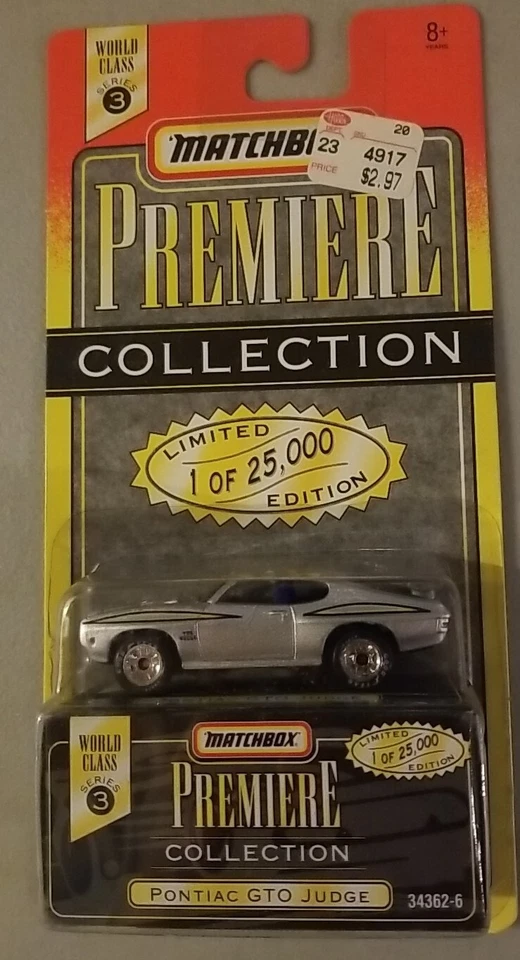 WORLD
CLASS
SERIES
3
8+
YEARS
MATCHB
20
23 4917
PRICE $2.97
PREMIERE
COLLECTION
LIMITED
1 OF 25,000
EDITION
THE
JUDGE
WORLD
CLASS
SERIES
3
MATCHBOX
LIMITED
1 OF 25,000
EDITION
PREMIERE
COLLECTION
PONTIAC GTO JUDGE
34362-6